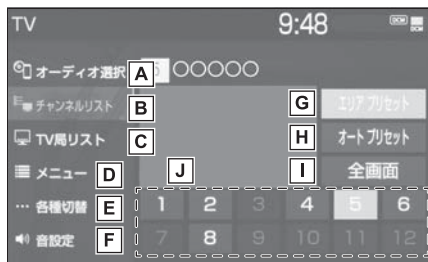 TV 9:48 DCM
オーディオ選択 A 5 ○○○○○
チャンネルリスト B G エリア プリセット
TV局リスト C H オート プリセット
メニュー D J I 全画面
… 各種切替 E 1 2 3 4 5 6
音設定 F 7 8 9 10 11 12